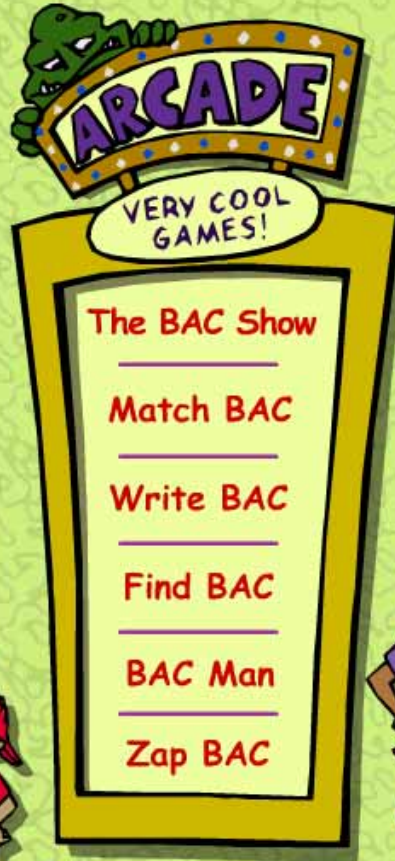 ARCADE
VERY COOL
GAMES!
The BAC Show
Match BAC
Write BAC
Find BAC
BAC Man
Zap BAC